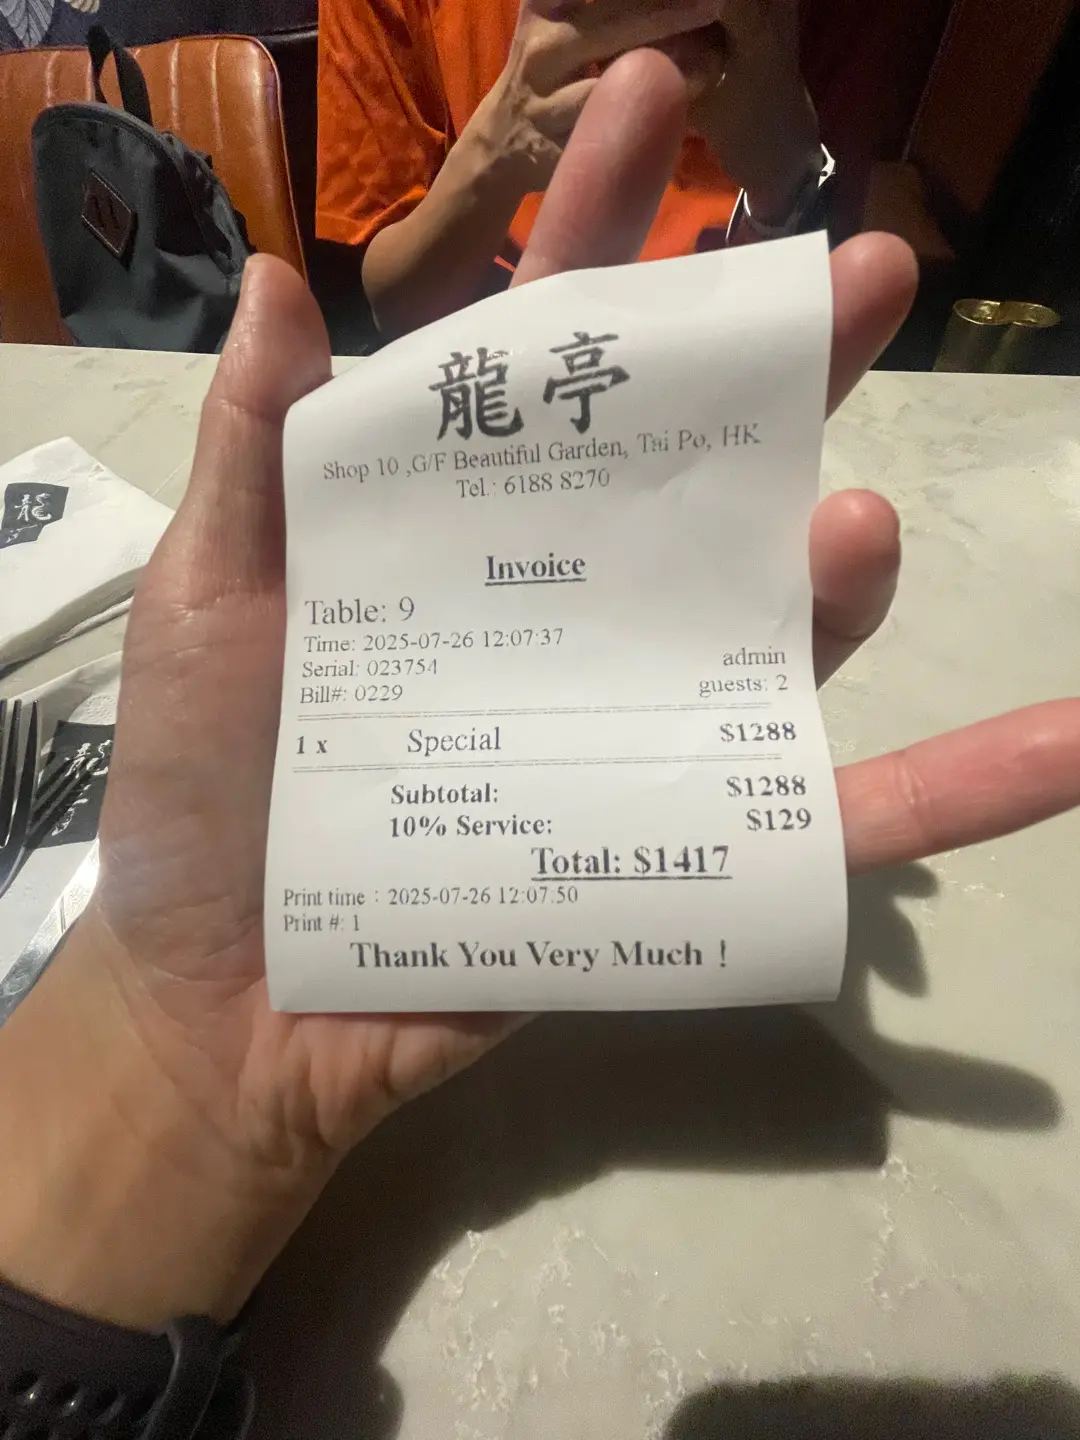 龍亭
Shop 10 ,G/F Beautiful Garden, Tai Po, HK
Tel.: 6188 8270
Invoice
Table: 9
Time: 2025-07-26 12:07:37
Serial: 023754 admin
Bill#: 0229 guests: 2
1 x Special $1288
Subtotal: $1288
10% Service: $129
Total: $1417
Print time : 2025-07-26 12:07:50
Print #: 1
Thank You Very Much !
龍
龍